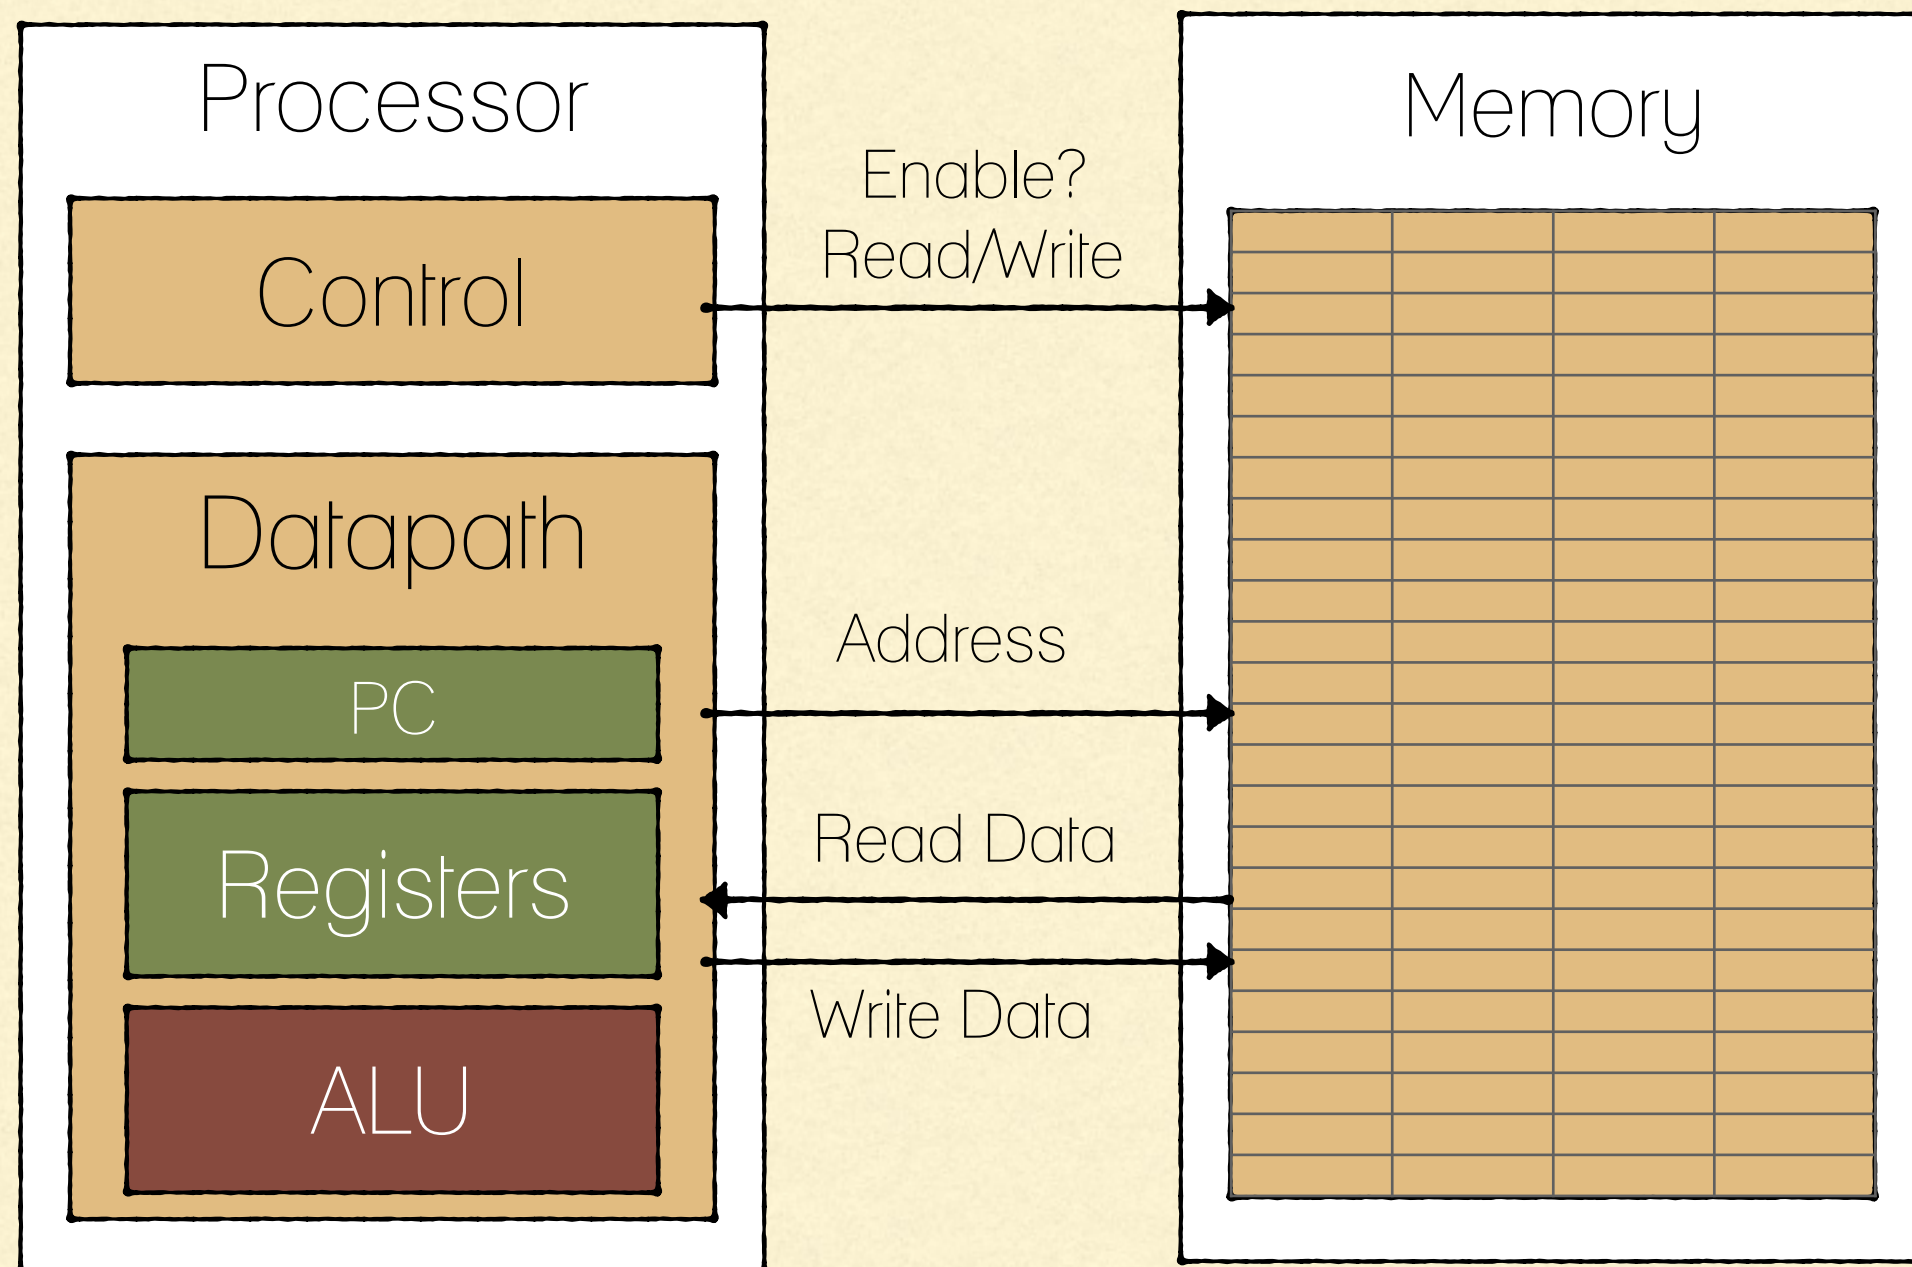 Processor
Control
Datapath
PC
Registers
ALU
Enable?
Read/Write
Address
Read Data
Write Data
Memory